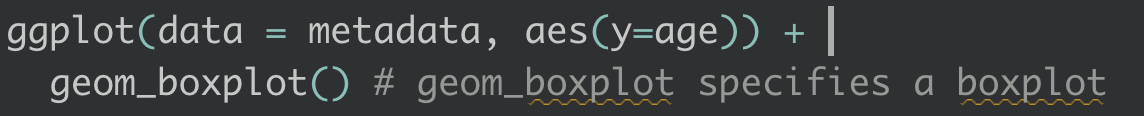 ggplot(data = metadata, aes(y=age)) +
  geom_boxplot() # geom_boxplot specifies a boxplot